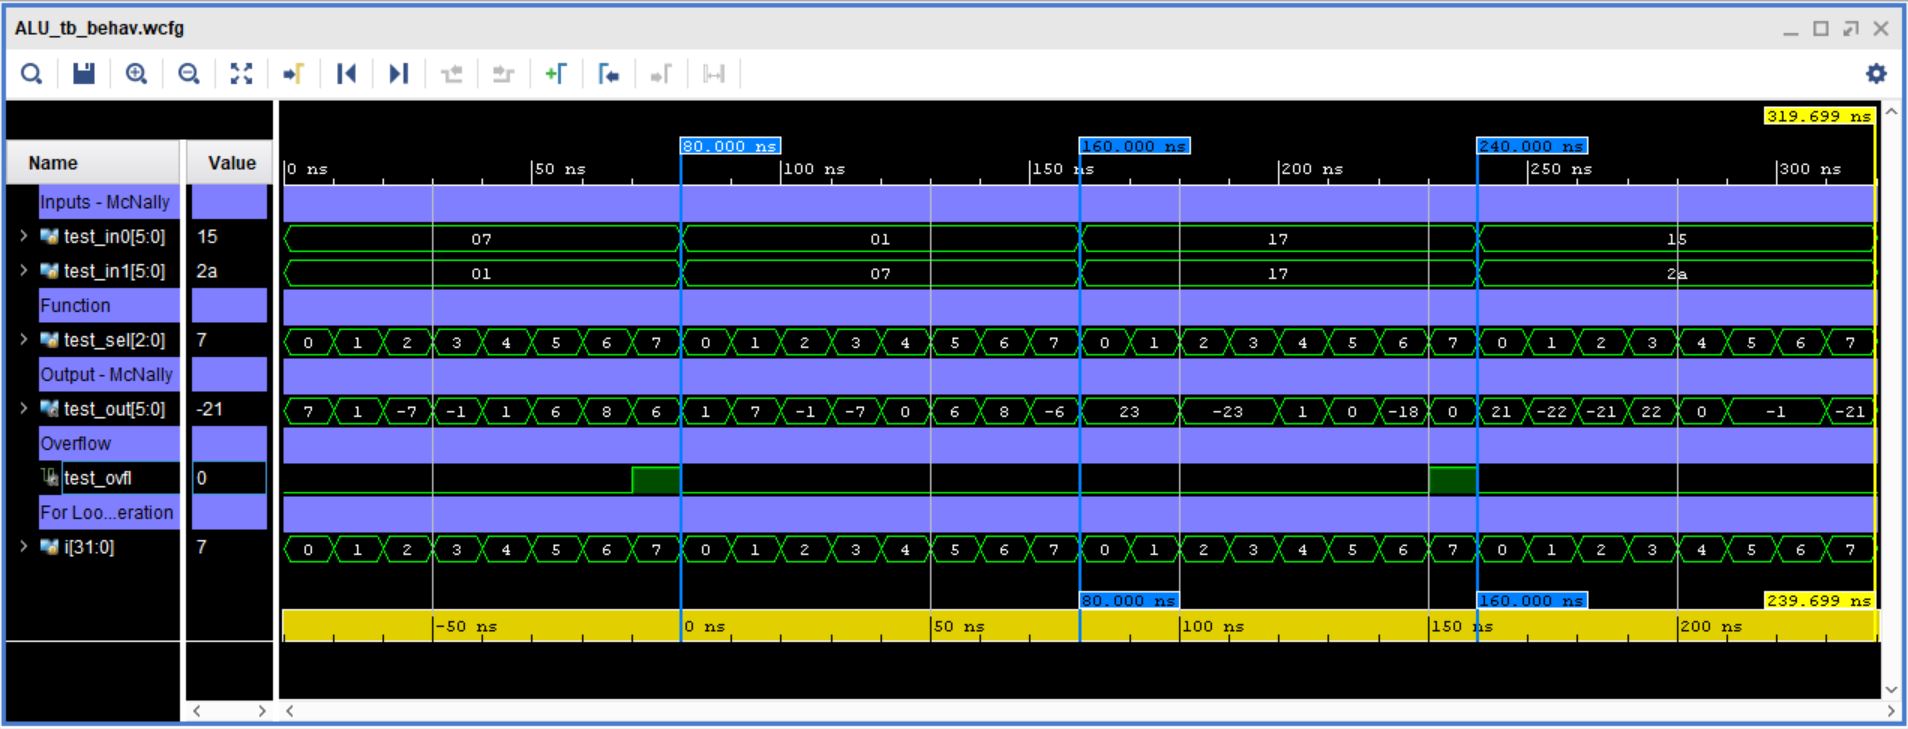 ALU_tb_behav.wcfg
319.699 ns
80.000 ns 160.000 ns 240.000 ns
Name Value 0 ns 50 ns 100 ns 150 ns 200 ns 250 ns 300 ns
Inputs - McNally
test_in0[5:0] 15 07 01 17 15
test_in1[5:0] 2a 01 07 17 2a
Function
test_sel[2:0] 7 0 1 2 3 4 5 6 7 0 1 2 3 4 5 6 7 0 1 2 3 4 5 6 7 0 1 2 3 4 5 6 7
Output - McNally
test_out[5:0] -21 7 1 -7 -1 1 6 8 6 1 7 -1 -7 0 6 8 -6 23 -23 1 0 -18 0 21 -22 -21 22 0 -1 -21
Overflow
test_ovfl 0
For Loo...eration
i[31:0] 7 0 1 2 3 4 5 6 7 0 1 2 3 4 5 6 7 0 1 2 3 4 5 6 7 0 1 2 3 4 5 6 7
80.000 ns 160.000 ns 239.699 ns
-50 ns 0 ns 50 ns 100 ns 150 ns 200 ns